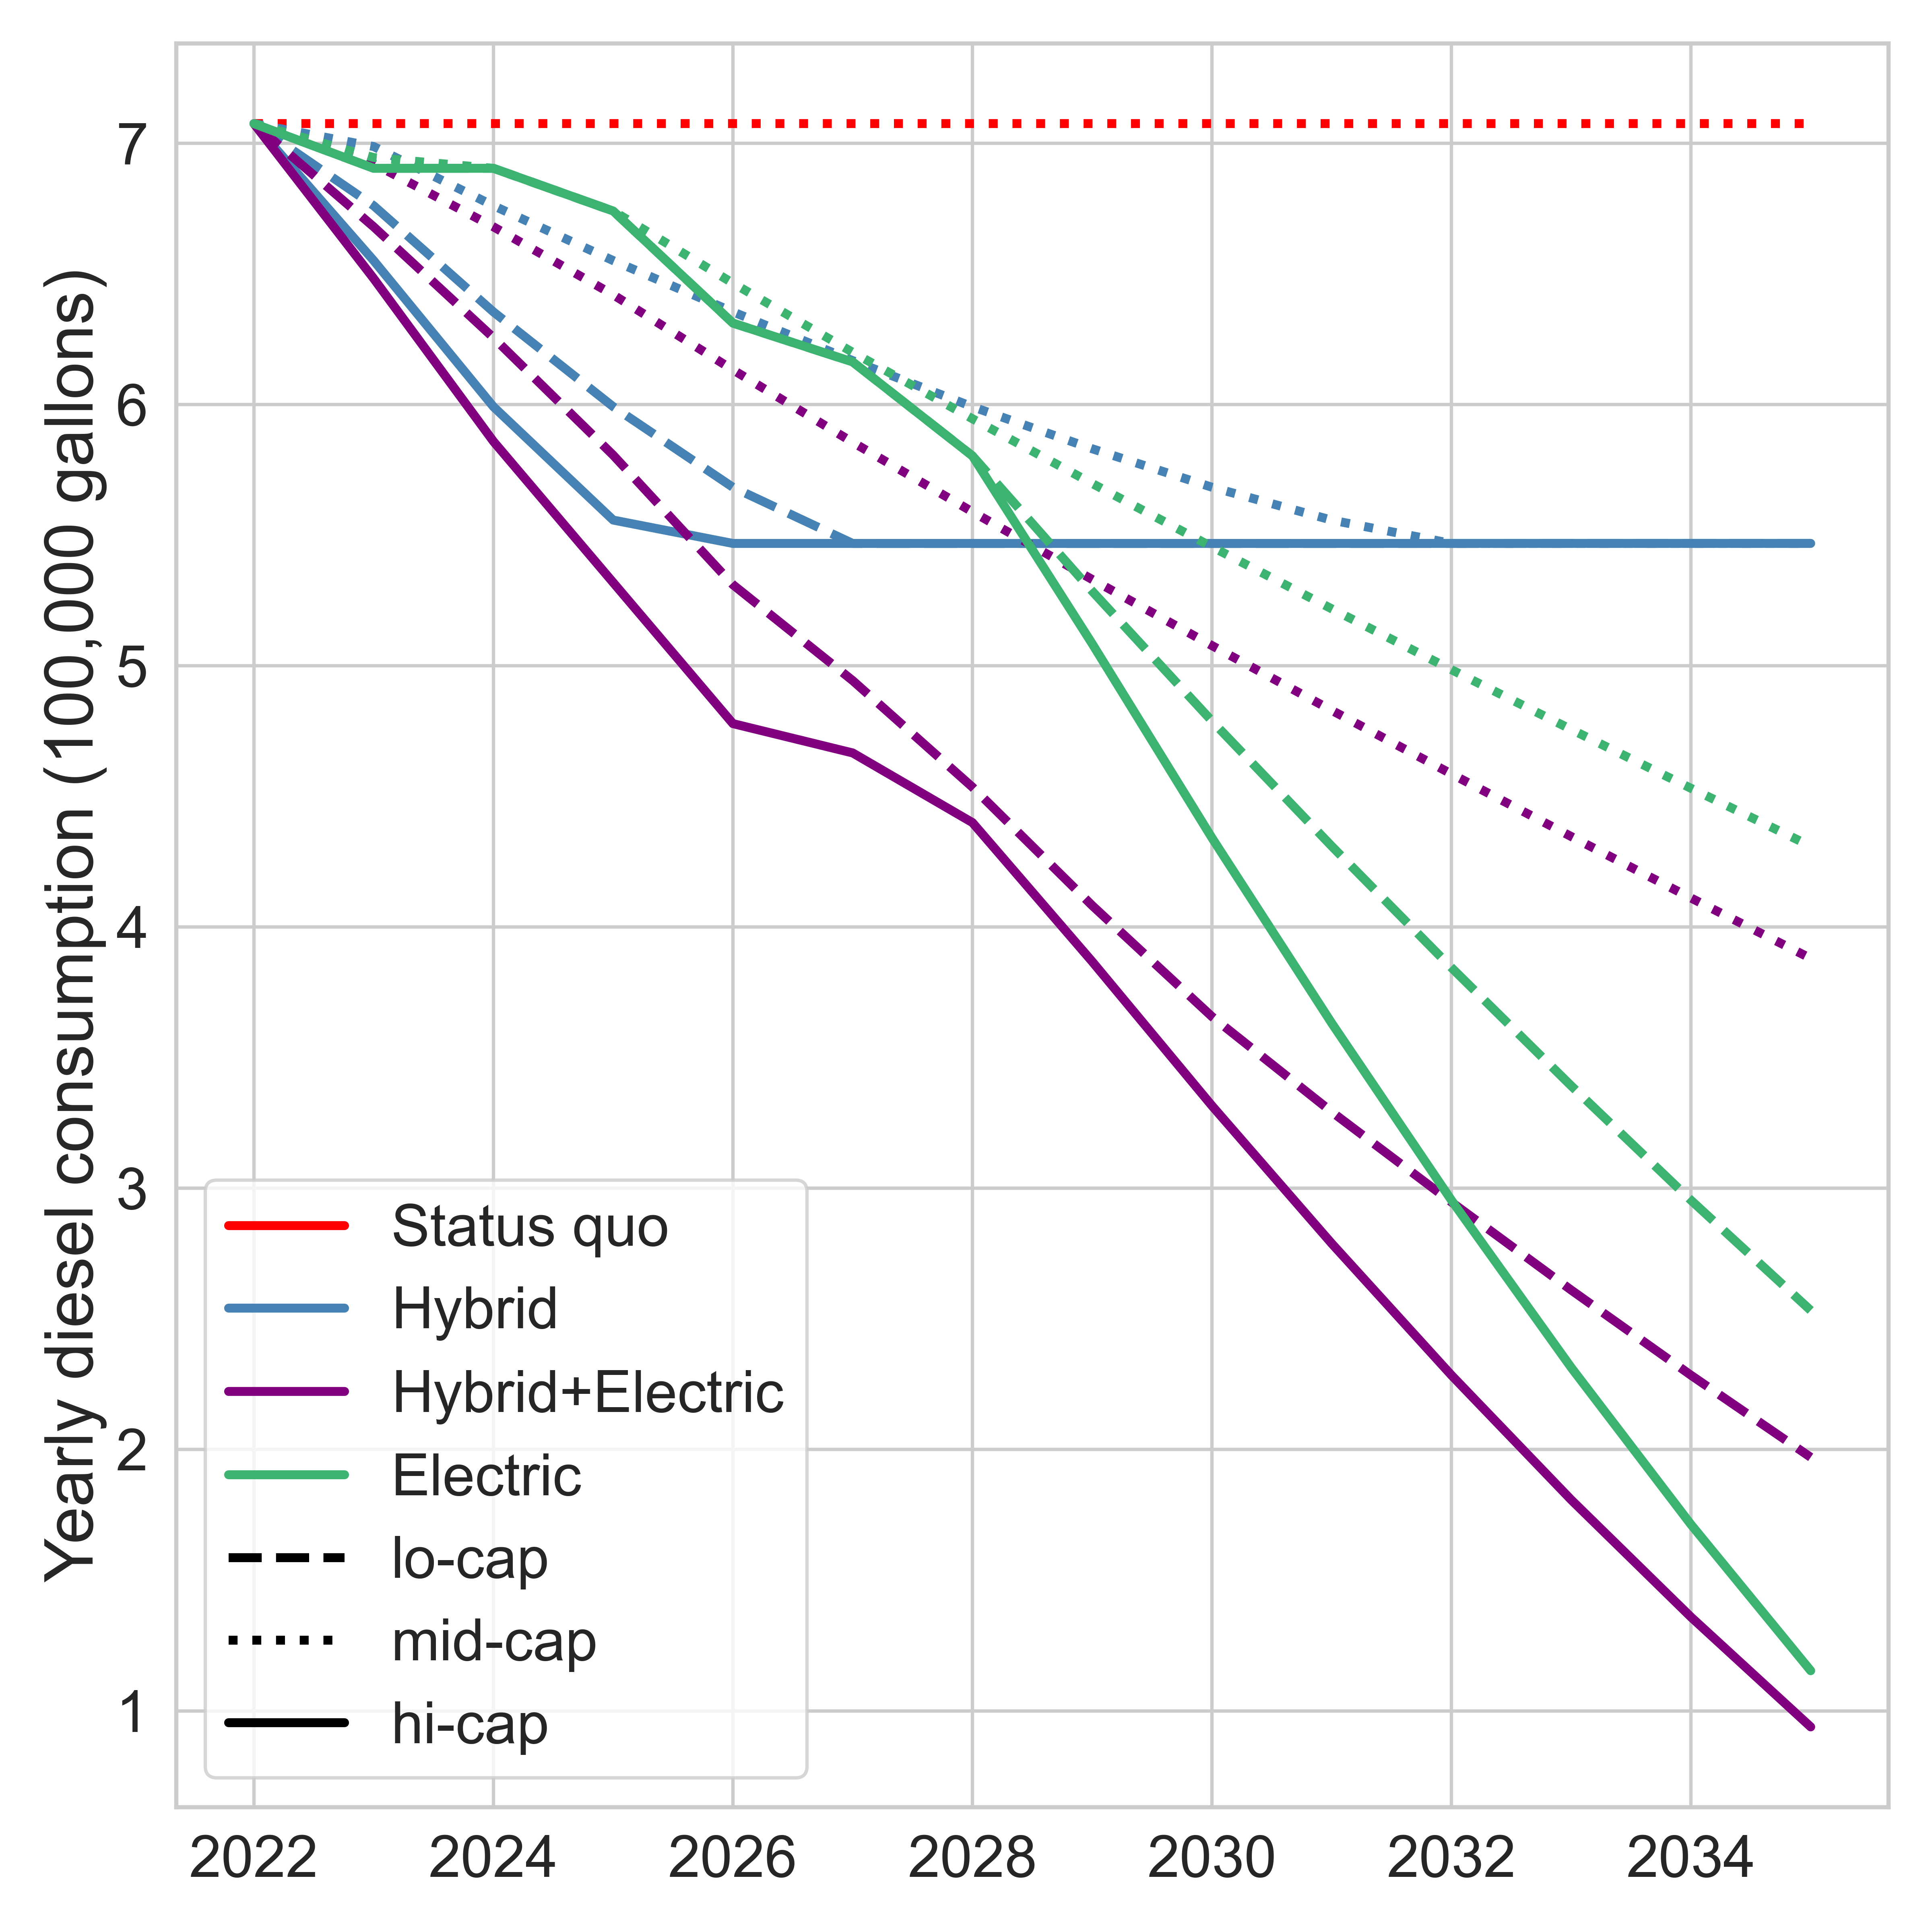 Yearly diesel consumption (100,000 gallons)
7
6
5
4
3
2
1
Status quo
Hybrid
Hybrid+Electric
Electric
lo-cap
mid-cap
hi-cap
2022 2024 2026 2028 2030 2032 2034